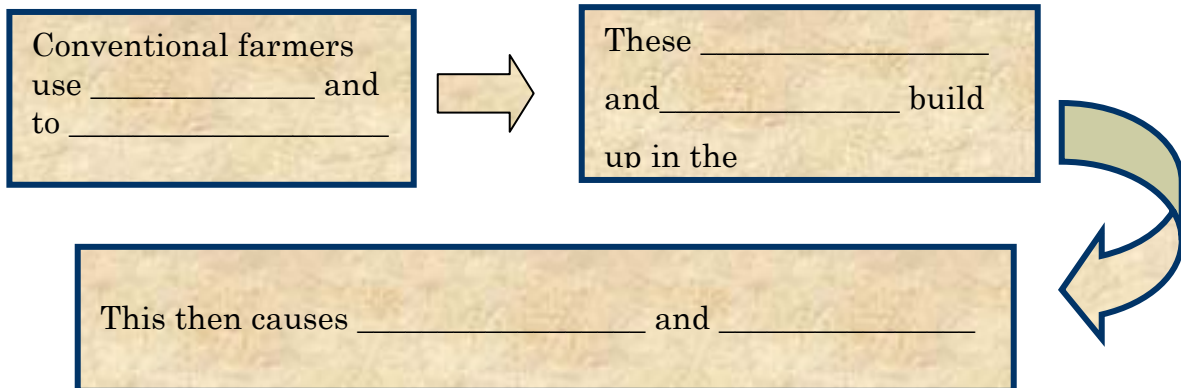 Conventional farmers
use ______________ and
to ____________________
These __________________
and_______________ build
up in the
This then causes __________________ and ________________